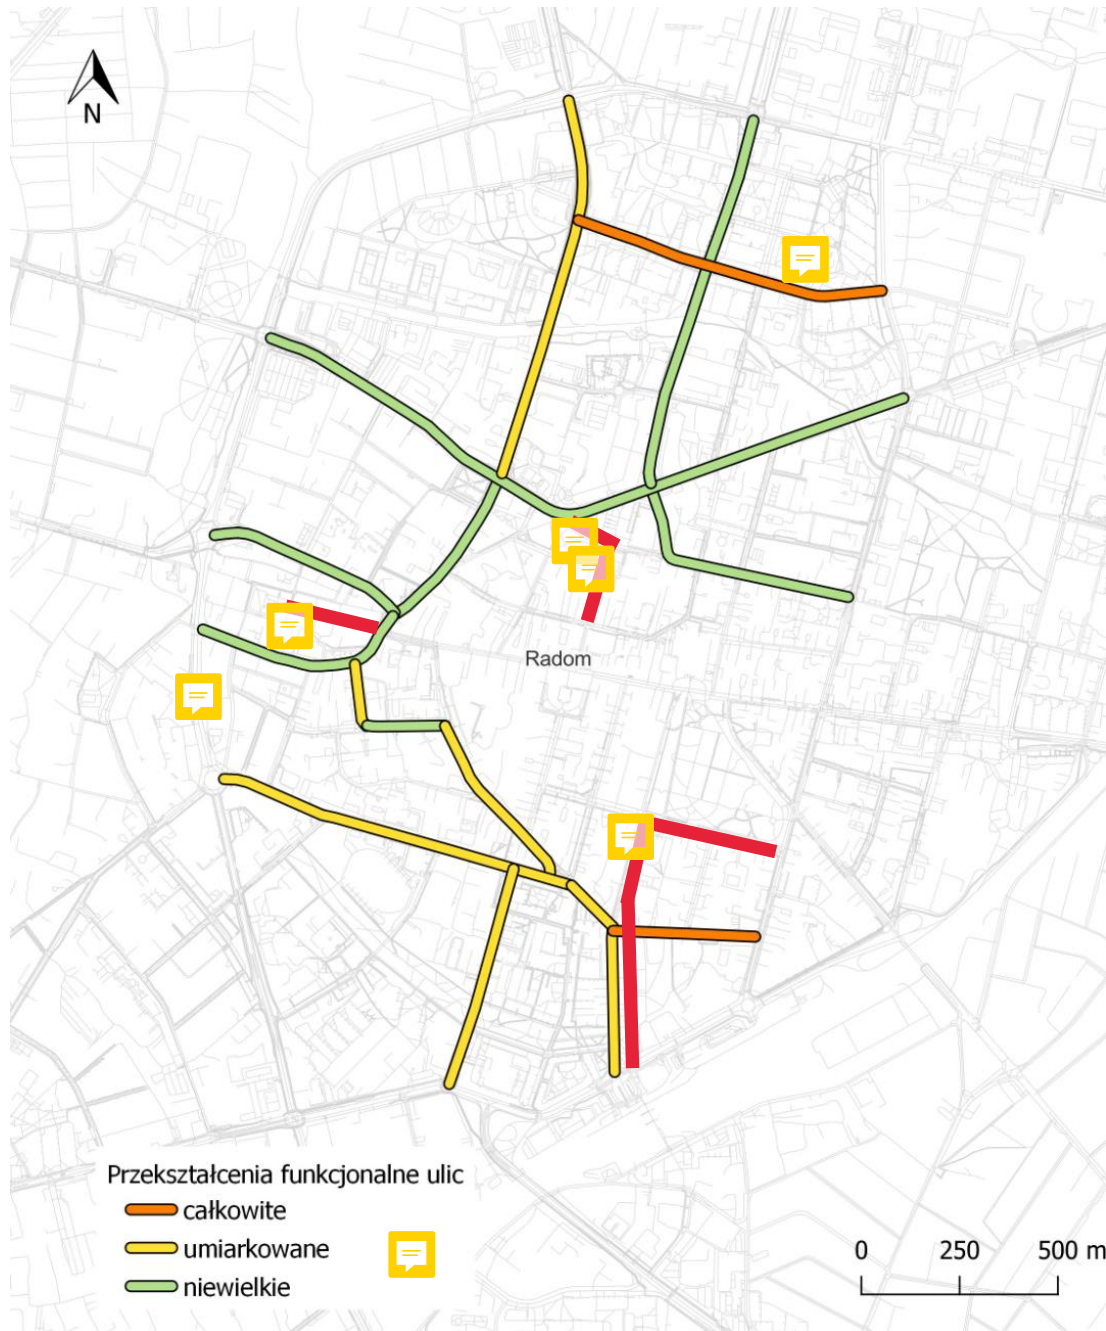 N
Radom
Przekształcenia funkcjonalne ulic
całkowite
umiarkowane
niewielkie
0 250 500 m